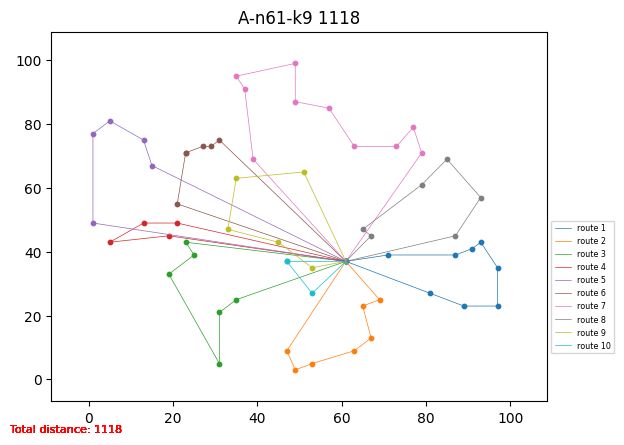 A-n61-k9 1118
100
80
60
40
20
0
0 20 40 60 80 100
route 1
route 2
route 3
route 4
route 5
route 6
route 7
route 8
route 9
route 10
Total distance: 1118